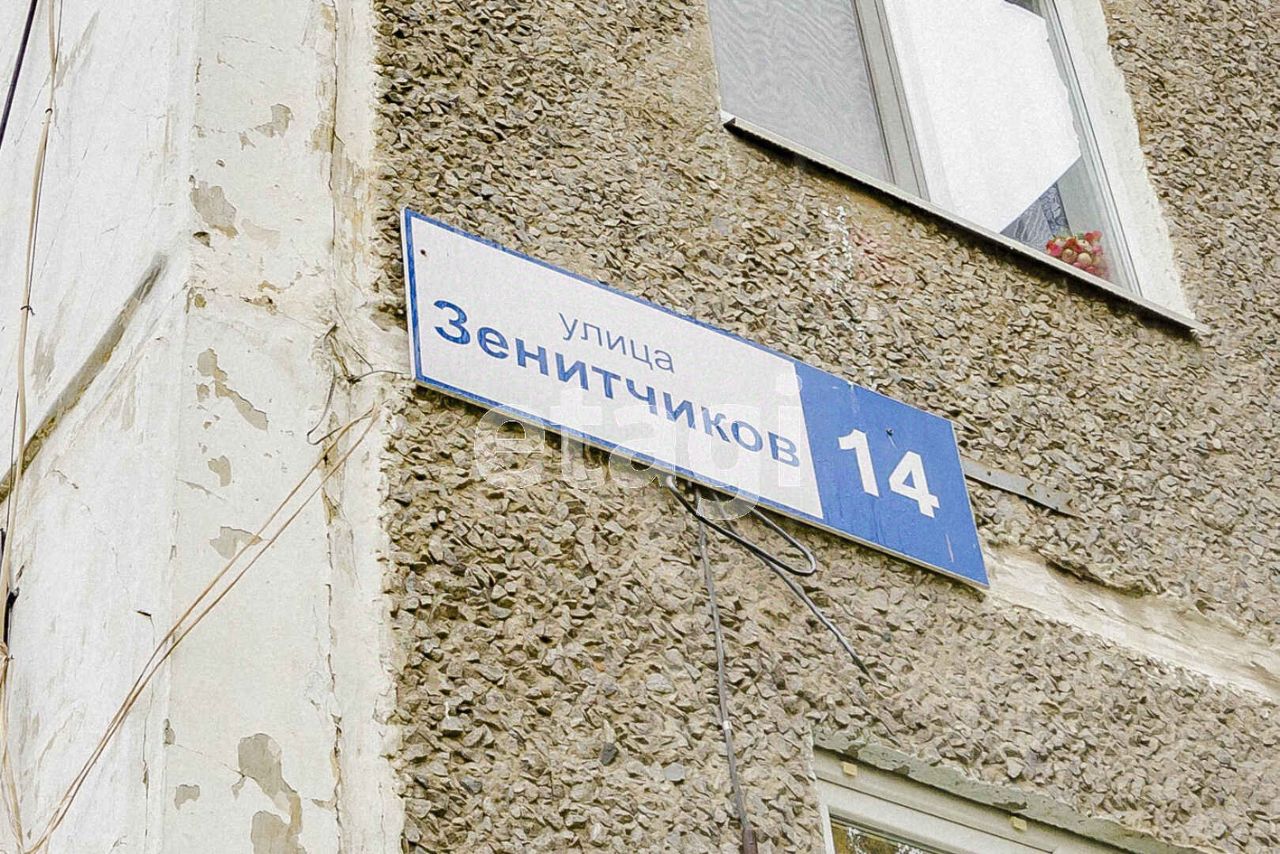 улица
Зенитчиков
14
etagi